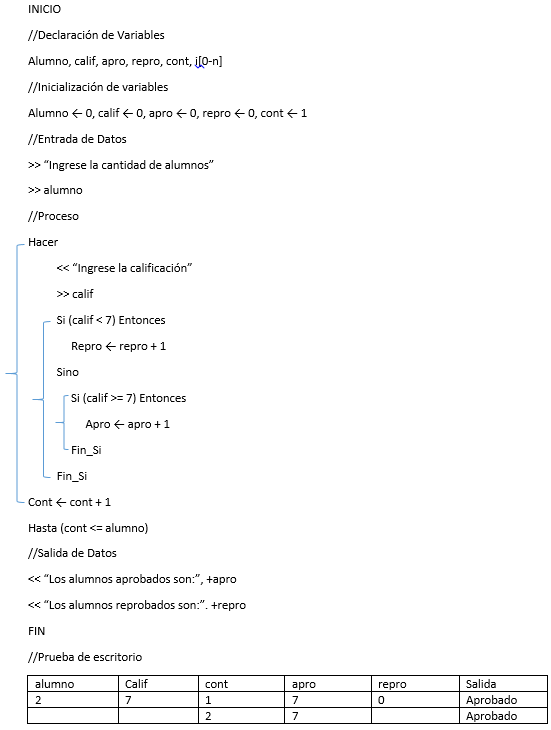 INICIO
//Declaración de Variables
Alumno, calif, apro, repro, cont, i[0-n]
//Inicialización de variables
Alumno ← 0, calif ← 0, apro ← 0, repro ← 0, cont ← 1
//Entrada de Datos
>> “Ingrese la cantidad de alumnos”
>> alumno
//Proceso
Hacer
<< “Ingrese la calificación”
>> calif
Si (calif < 7) Entonces
Repro ← repro + 1
Sino
Si (calif >= 7) Entonces
Apro ← apro + 1
Fin_Si
Fin_Si
Cont ← cont + 1
Hasta (cont <= alumno)
//Salida de Datos
<< “Los alumnos aprobados son:”, +apro
<< “Los alumnos reprobados son:”. +repro
FIN
//Prueba de escritorio
alumno Calif cont apro repro Salida
2 7 1 7 0 Aprobado
2 7 Aprobado